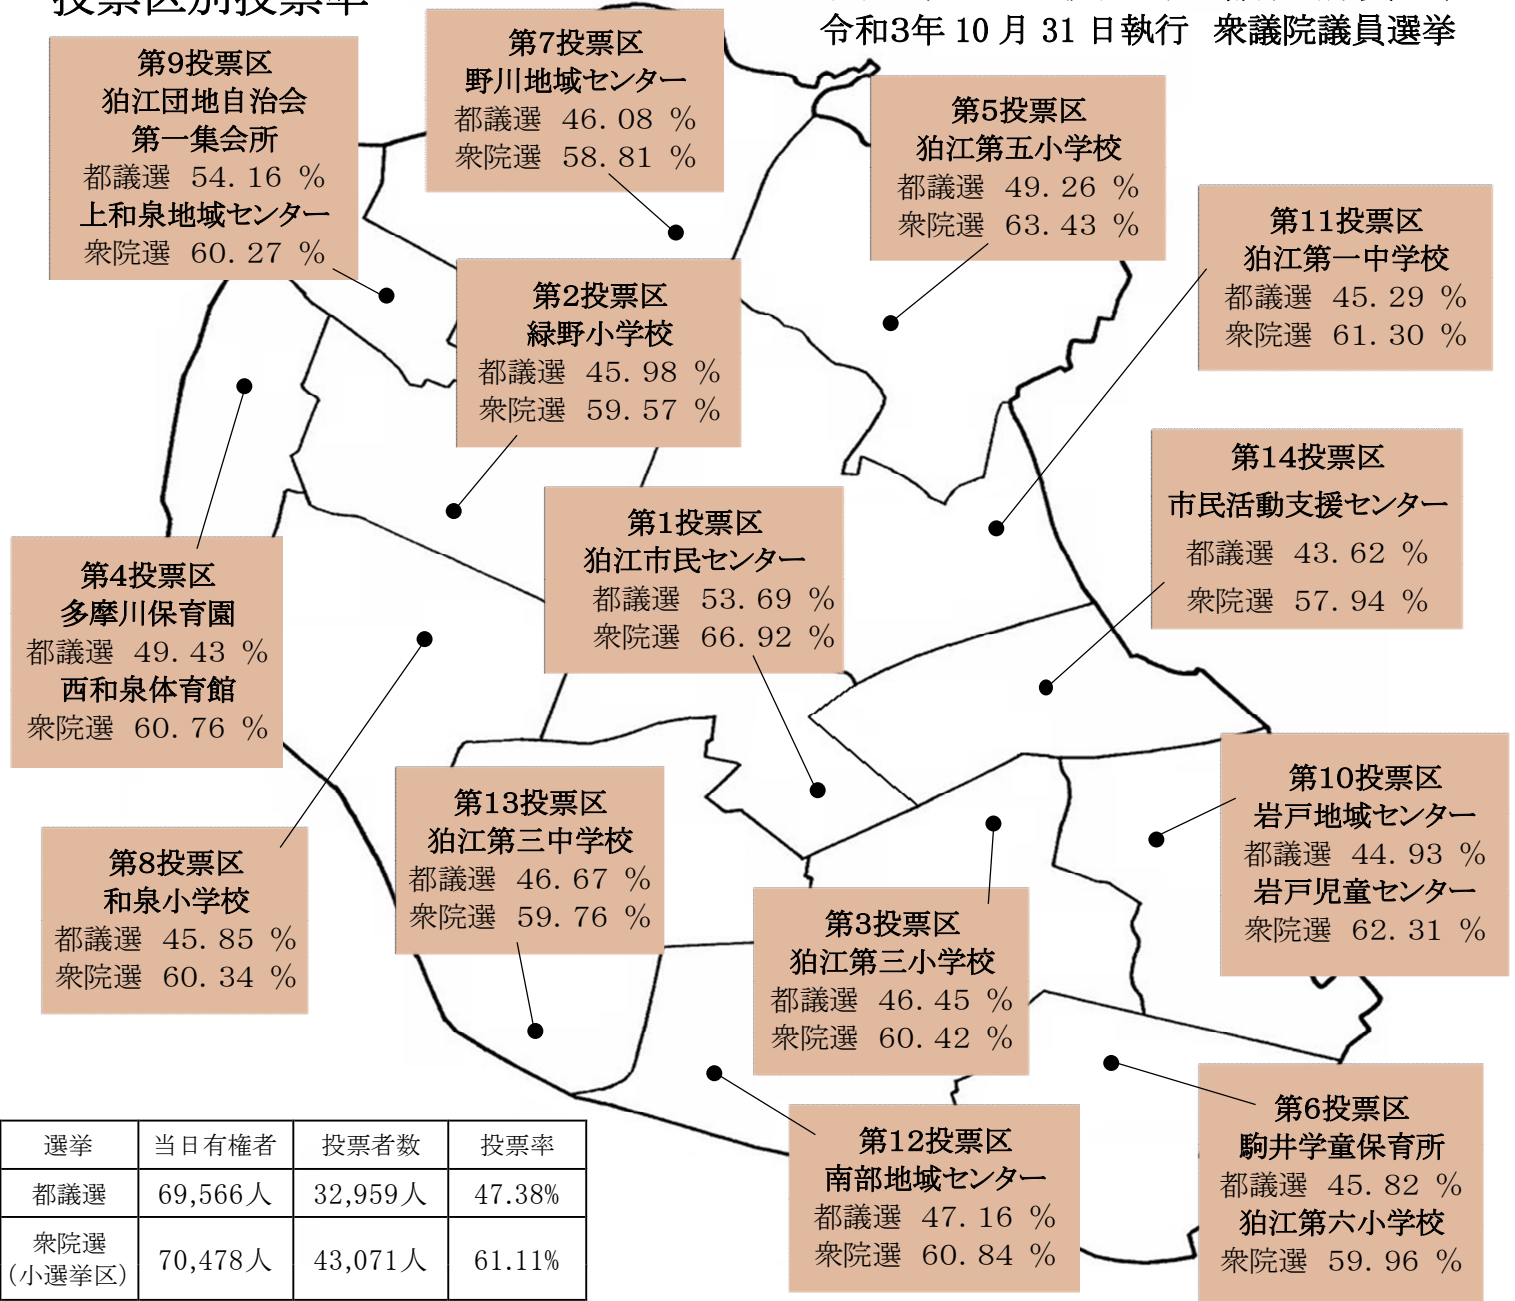 投票区別投票率
令和3年 10 月 31 日執行 衆議院議員選挙
第7投票区
野川地域センター
都議選 46. 08 %
衆院選 58. 81 %
第9投票区
狛江団地自治会
第一集会所
都議選 54. 16 %
上和泉地域センター
衆院選 60. 27 %
第5投票区
狛江第五小学校
都議選 49. 26 %
衆院選 63. 43 %
第11投票区
狛江第一中学校
都議選 45. 29 %
衆院選 61. 30 %
第2投票区
緑野小学校
都議選 45. 98 %
衆院選 59. 57 %
第14投票区
市民活動支援センター
都議選 43. 62 %
衆院選 57. 94 %
第1投票区
狛江市民センター
都議選 53. 69 %
衆院選 66. 92 %
第4投票区
多摩川保育園
都議選 49. 43 %
西和泉体育館
衆院選 60. 76 %
第10投票区
岩戸地域センター
都議選 44. 93 %
岩戸児童センター
衆院選 62. 31 %
第13投票区
狛江第三中学校
都議選 46. 67 %
衆院選 59. 76 %
第8投票区
和泉小学校
都議選 45. 85 %
衆院選 60. 34 %
第3投票区
狛江第三小学校
都議選 46. 45 %
衆院選 60. 42 %
第6投票区
駒井学童保育所
都議選 45. 82 %
狛江第六小学校
衆院選 59. 96 %
第12投票区
南部地域センター
都議選 47. 16 %
衆院選 60. 84 %
選挙 当日有権者 投票者数 投票率
都議選 69,566人 32,959人 47.38%
衆院選
(小選挙区) 70,478人 43,071人 61.11%